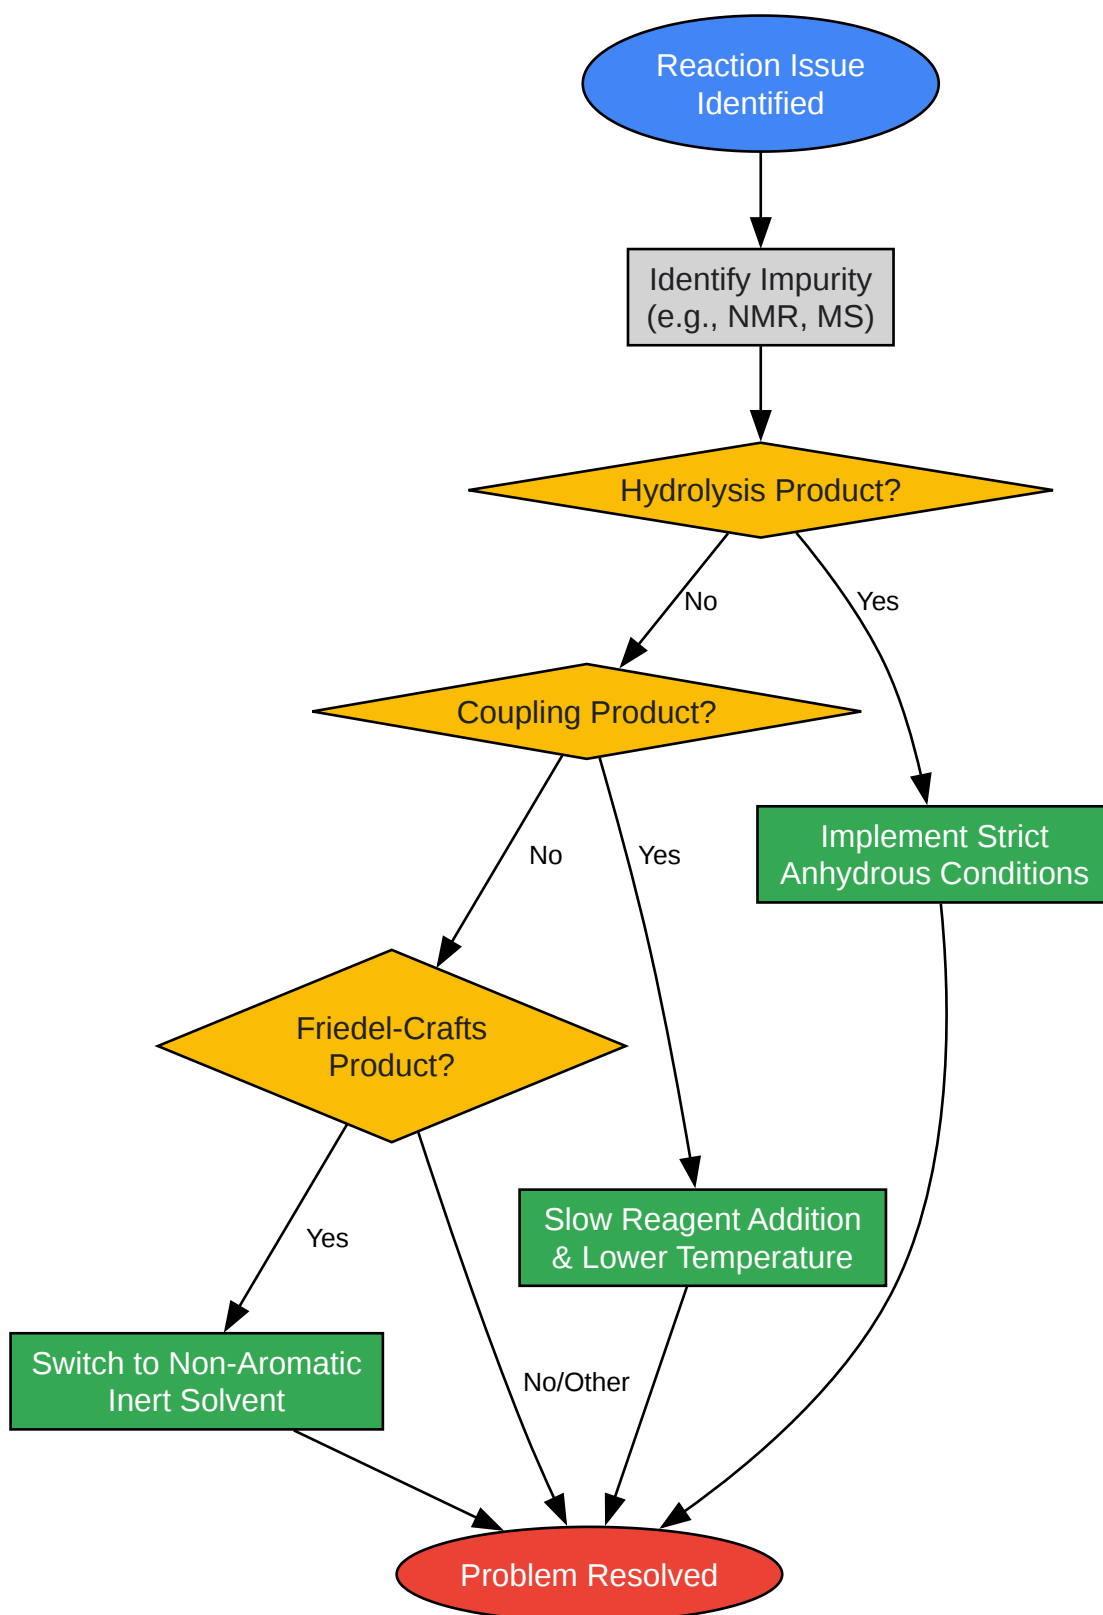 Reaction Issue
Identified
Identify Impurity
(e.g., NMR, MS)
Hydrolysis Product?
No
Yes
Coupling Product?
Implement Strict
Anhydrous Conditions
No
Yes
Friedel-Crafts
Product?
Slow Reagent Addition
& Lower Temperature
Yes
Switch to Non-Aromatic
Inert Solvent
No/Other
Problem Resolved